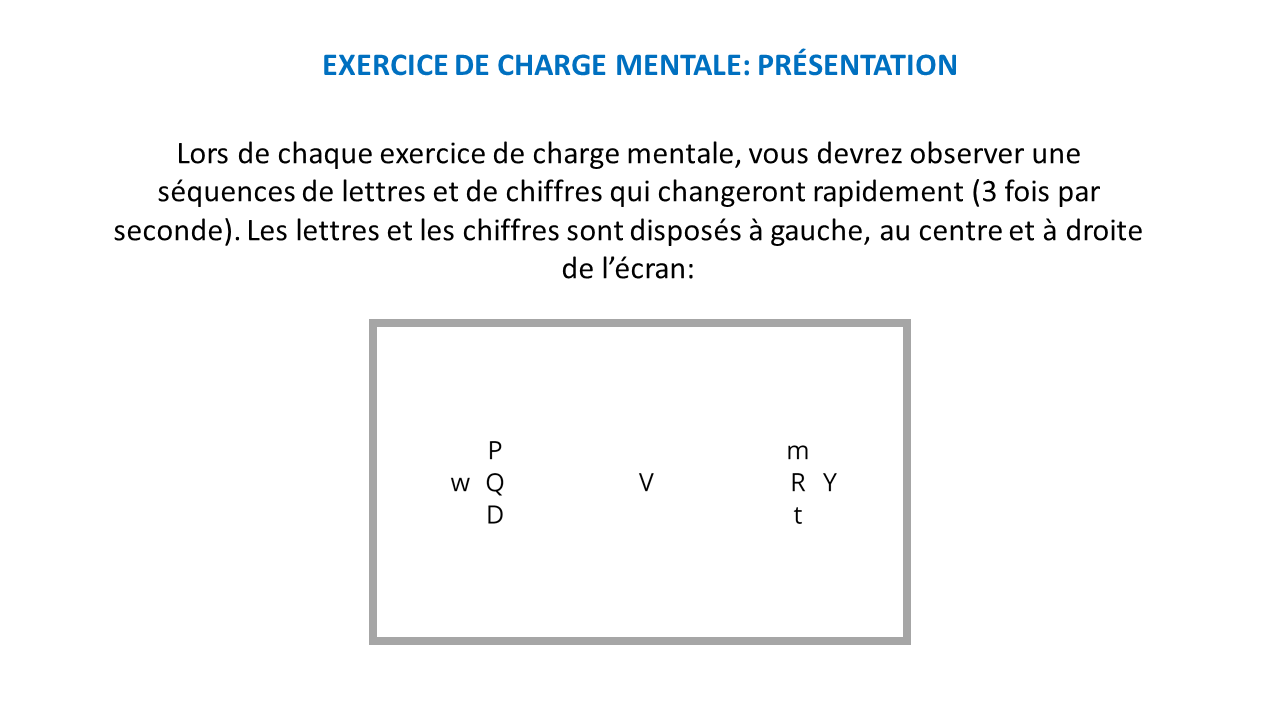 EXERCICE DE CHARGE MENTALE: PRÉSENTATION
Lors de chaque exercice de charge mentale, vous devrez observer une
séquences de lettres et de chiffres qui changeront rapidement (3 fois par
seconde). Les lettres et les chiffres sont disposés à gauche, au centre et à droite
de l’écran:
P m
w Q V R Y
D t